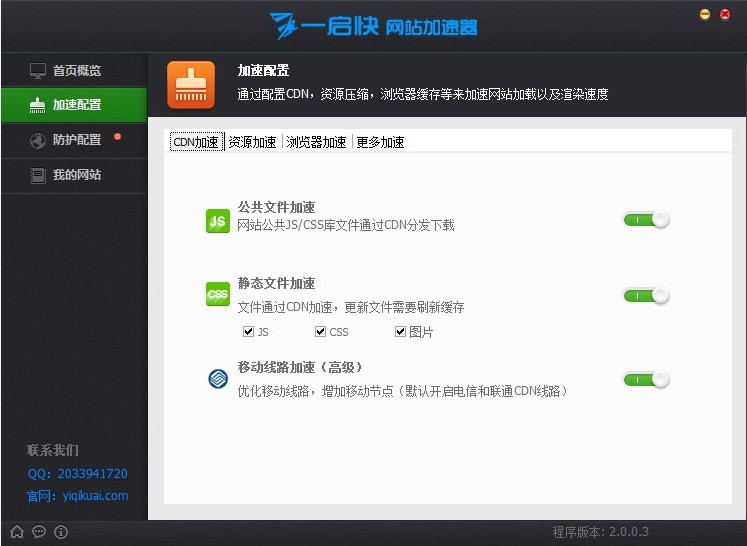 一启快 网站加速器
首页概览
加速配置
防护配置
我的网站
加速配置
通过配置CDN，资源压缩，浏览器缓存等来加速网站加载以及渲染速度
CDN加速 资源加速 浏览器加速 更多加速
JS
公共文件加速
网站公共JS/CSS库文件通过CDN分发下载
CSS
静态文件加速
文件通过CDN加速，更新文件需要刷新缓存
JS CSS 图片
移动线路加速（高级）
优化移动线路，增加移动节点（默认开启电信和联通CDN线路）
联系我们
QQ：2033941720
官网：yiqikuai.com
程序版本：2.0.0.3